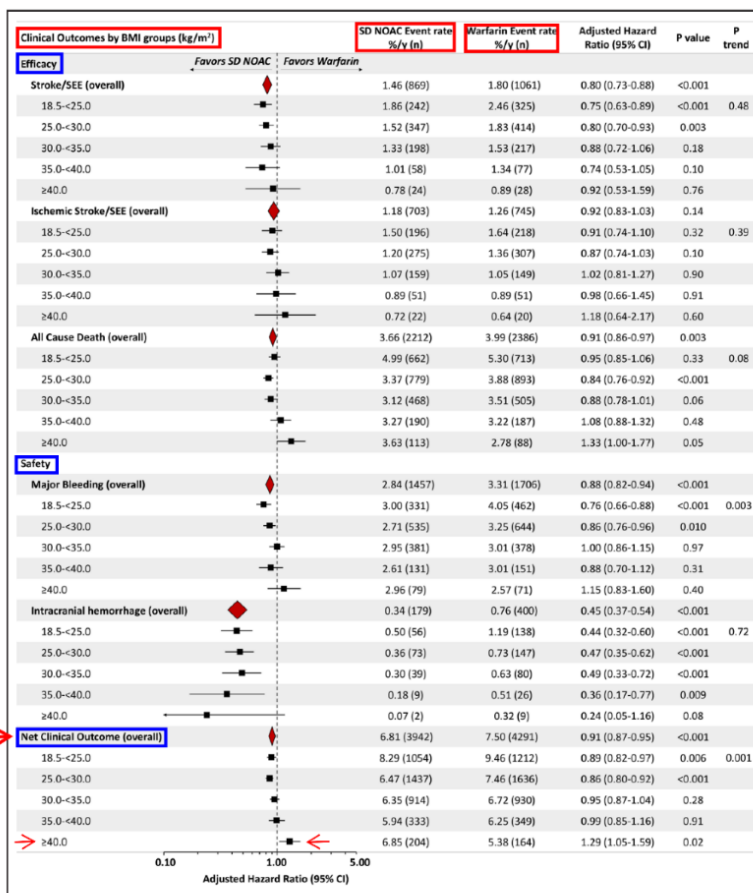 Clinical Outcomes by BMI groups (kg/m²) SD NOAC Event rate %/y (n) Warfarin Event rate %/y (n) Adjusted Hazard Ratio (95% CI) P value P trend
Efficacy Favors SD NOAC Favors Warfarin
Stroke/SEE (overall) 1.46 (869) 1.80 (1061) 0.80 (0.73-0.88) <0.001
18.5-<25.0 1.86 (242) 2.46 (325) 0.75 (0.63-0.89) <0.001 0.48
25.0-<30.0 1.52 (347) 1.83 (414) 0.80 (0.70-0.93) 0.003
30.0-<35.0 1.33 (198) 1.53 (217) 0.88 (0.72-1.06) 0.18
35.0-<40.0 1.01 (58) 1.34 (77) 0.74 (0.53-1.05) 0.10
≥40.0 0.78 (24) 0.89 (28) 0.92 (0.53-1.59) 0.76
Ischemic Stroke/SEE (overall) 1.18 (703) 1.26 (745) 0.92 (0.83-1.03) 0.14
18.5-<25.0 1.50 (196) 1.64 (218) 0.91 (0.74-1.10) 0.32 0.39
25.0-<30.0 1.20 (275) 1.36 (307) 0.87 (0.74-1.03) 0.10
30.0-<35.0 1.07 (159) 1.05 (149) 1.02 (0.81-1.27) 0.90
35.0-<40.0 0.89 (51) 0.89 (51) 0.98 (0.66-1.45) 0.91
≥40.0 0.72 (22) 0.64 (20) 1.18 (0.64-2.17) 0.60
All Cause Death (overall) 3.66 (2212) 3.99 (2386) 0.91 (0.86-0.97) 0.003
18.5-<25.0 4.99 (662) 5.30 (713) 0.95 (0.85-1.06) 0.33 0.08
25.0-<30.0 3.37 (779) 3.88 (893) 0.84 (0.76-0.92) <0.001
30.0-<35.0 3.12 (468) 3.51 (505) 0.88 (0.78-1.01) 0.06
35.0-<40.0 3.27 (190) 3.22 (187) 1.08 (0.88-1.32) 0.48
≥40.0 3.63 (113) 2.78 (88) 1.33 (1.00-1.77) 0.05
Safety
Major Bleeding (overall) 2.84 (1457) 3.31 (1706) 0.88 (0.82-0.94) <0.001
18.5-<25.0 3.00 (331) 4.05 (462) 0.76 (0.66-0.88) <0.001 0.003
25.0-<30.0 2.71 (535) 3.25 (644) 0.86 (0.76-0.96) 0.010
30.0-<35.0 2.95 (381) 3.01 (378) 1.00 (0.86-1.15) 0.97
35.0-<40.0 2.61 (131) 3.01 (151) 0.88 (0.70-1.12) 0.31
≥40.0 2.96 (79) 2.57 (71) 1.15 (0.83-1.60) 0.40
Intracranial hemorrhage (overall) 0.34 (179) 0.76 (400) 0.45 (0.37-0.54) <0.001
18.5-<25.0 0.50 (56) 1.19 (138) 0.44 (0.32-0.60) <0.001 0.72
25.0-<30.0 0.36 (73) 0.73 (147) 0.47 (0.35-0.62) <0.001
30.0-<35.0 0.30 (39) 0.63 (80) 0.49 (0.33-0.72) <0.001
35.0-<40.0 0.18 (9) 0.51 (26) 0.36 (0.17-0.77) 0.009
≥40.0 0.07 (2) 0.32 (9) 0.24 (0.05-1.16) 0.08
Net Clinical Outcome (overall) 6.81 (3942) 7.50 (4291) 0.91 (0.87-0.95) <0.001
18.5-<25.0 8.29 (1054) 9.46 (1212) 0.89 (0.82-0.97) 0.006 0.001
25.0-<30.0 6.47 (1437) 7.46 (1636) 0.86 (0.80-0.92) <0.001
30.0-<35.0 6.35 (914) 6.72 (930) 0.95 (0.87-1.04) 0.28
35.0-<40.0 5.94 (333) 6.25 (349) 0.99 (0.85-1.16) 0.91
≥40.0 6.85 (204) 5.38 (164) 1.29 (1.05-1.59) 0.02
0.10 1.00 5.00
Adjusted Hazard Ratio (95% CI)